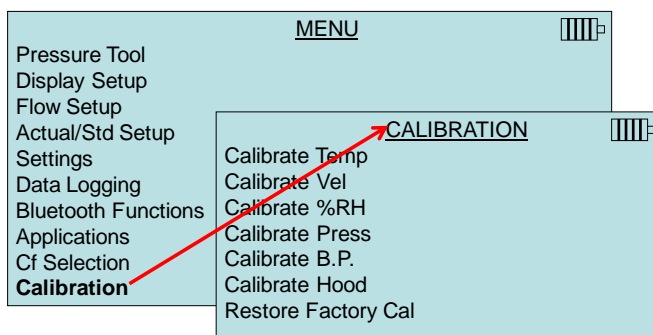 MENU
Pressure Tool
Display Setup
Flow Setup
Actual/Std Setup
Settings
Data Logging
Bluetooth Functions
Applications
Cf Selection
Calibration
CALIBRATION
Calibrate Temp
Calibrate Vel
Calibrate %RH
Calibrate Press
Calibrate B.P.
Calibrate Hood
Restore Factory Cal